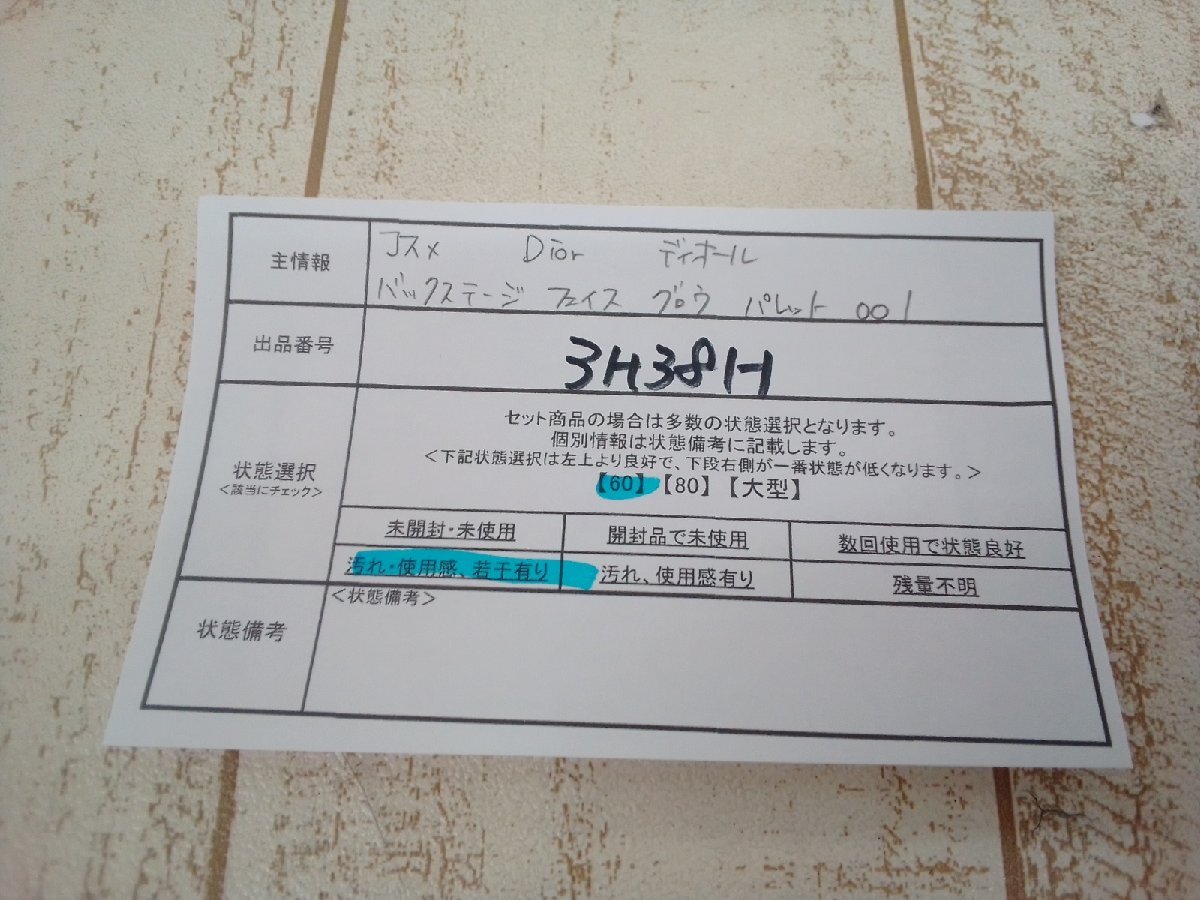 主情報
コスメ Dior ディオール
バックステージ フェイス グロウ パレット 001
出品番号
3H38H
状態選択
<該当にチェック>
セット商品の場合は多数の状態選択となります。
個別情報は状態備考に記載します。
<下記状態選択は左上より良好で、下段右側が一番状態が低くなります。>
【60】【80】【大型】
未開封・未使用 開封品で未使用 数回使用で状態良好
汚れ・使用感、若干有り 汚れ、使用感有り 残量不明
状態備考
<状態備考>